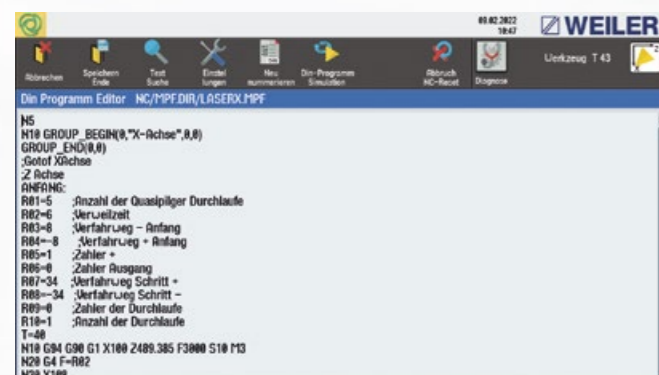 09.02.2022
10:47
WEILER
Abbrechen
Speichern Ende
Text Suche
Einstel lungen
Neu nummerieren
Din-Programm Simulation
Abbruch NC-Reset
Diagnose
Werkzeug T 43
2
Din Programm Editor NC/MPF.DIR/LASERX.MPF
N5
N10 GROUP_BEGIN(0,"X-Achse",0,0)
GROUP_END(0,0)
;Gotof XAchse
;Z Achse
ANFANG:
R01=5 ;Anzahl der Quasipilger Durchlaufe
R02=6 ;Verweilzeit
R03=8 ;Verfahrweg - Anfang
R04=-8 ;Verfahrweg + Anfang
R05=1 ;Zahler +
R06=0 ;Zahler Ausgang
R07=34 ;Verfahrweg Schritt +
R08=-34 ;Verfahrweg Schritt -
R09=0 ;Zahler der Durchlaufe
R10=1 ;Anzahl der Durchlaufe
T=40
N10 G94 G90 G1 X100 Z489.385 F3000 S10 M3
N20 G4 F=R02
N30 X100